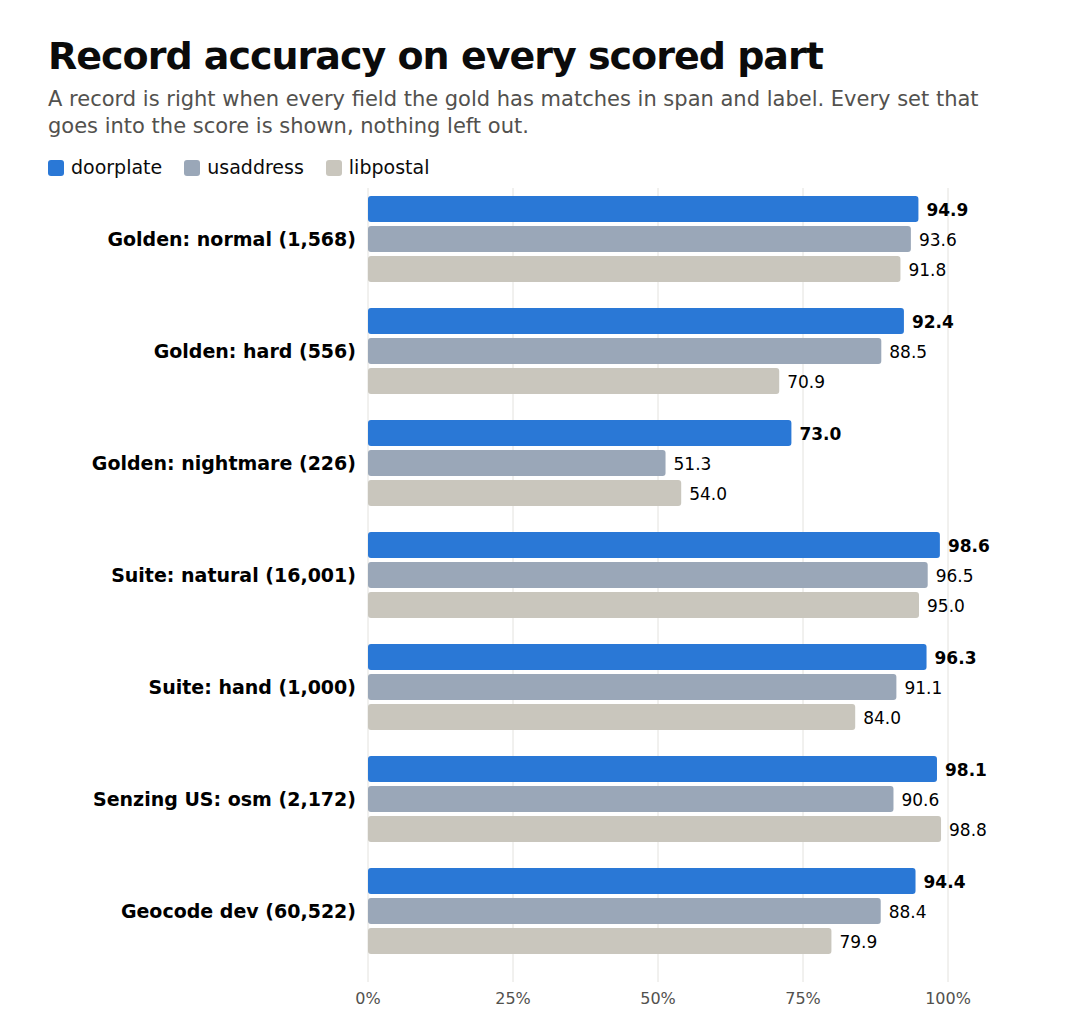 Record accuracy on every scored part
A record is right when every field the gold has matches in span and label. Every set that
goes into the score is shown, nothing left out.
doorplate usaddress libpostal
Golden: normal (1,568)
94.9
93.6
91.8
Golden: hard (556)
92.4
88.5
70.9
Golden: nightmare (226)
73.0
51.3
54.0
Suite: natural (16,001)
98.6
96.5
95.0
Suite: hand (1,000)
96.3
91.1
84.0
Senzing US: osm (2,172)
98.1
90.6
98.8
Geocode dev (60,522)
94.4
88.4
79.9
0% 25% 50% 75% 100%